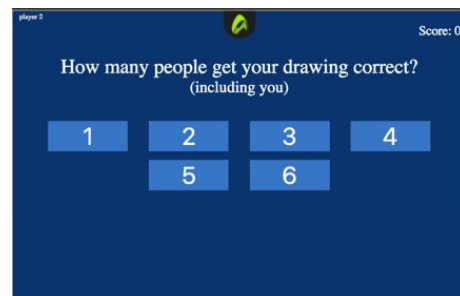 player 2
Score: 0
How many people get your drawing correct?
(including you)
1 2 3 4
5 6